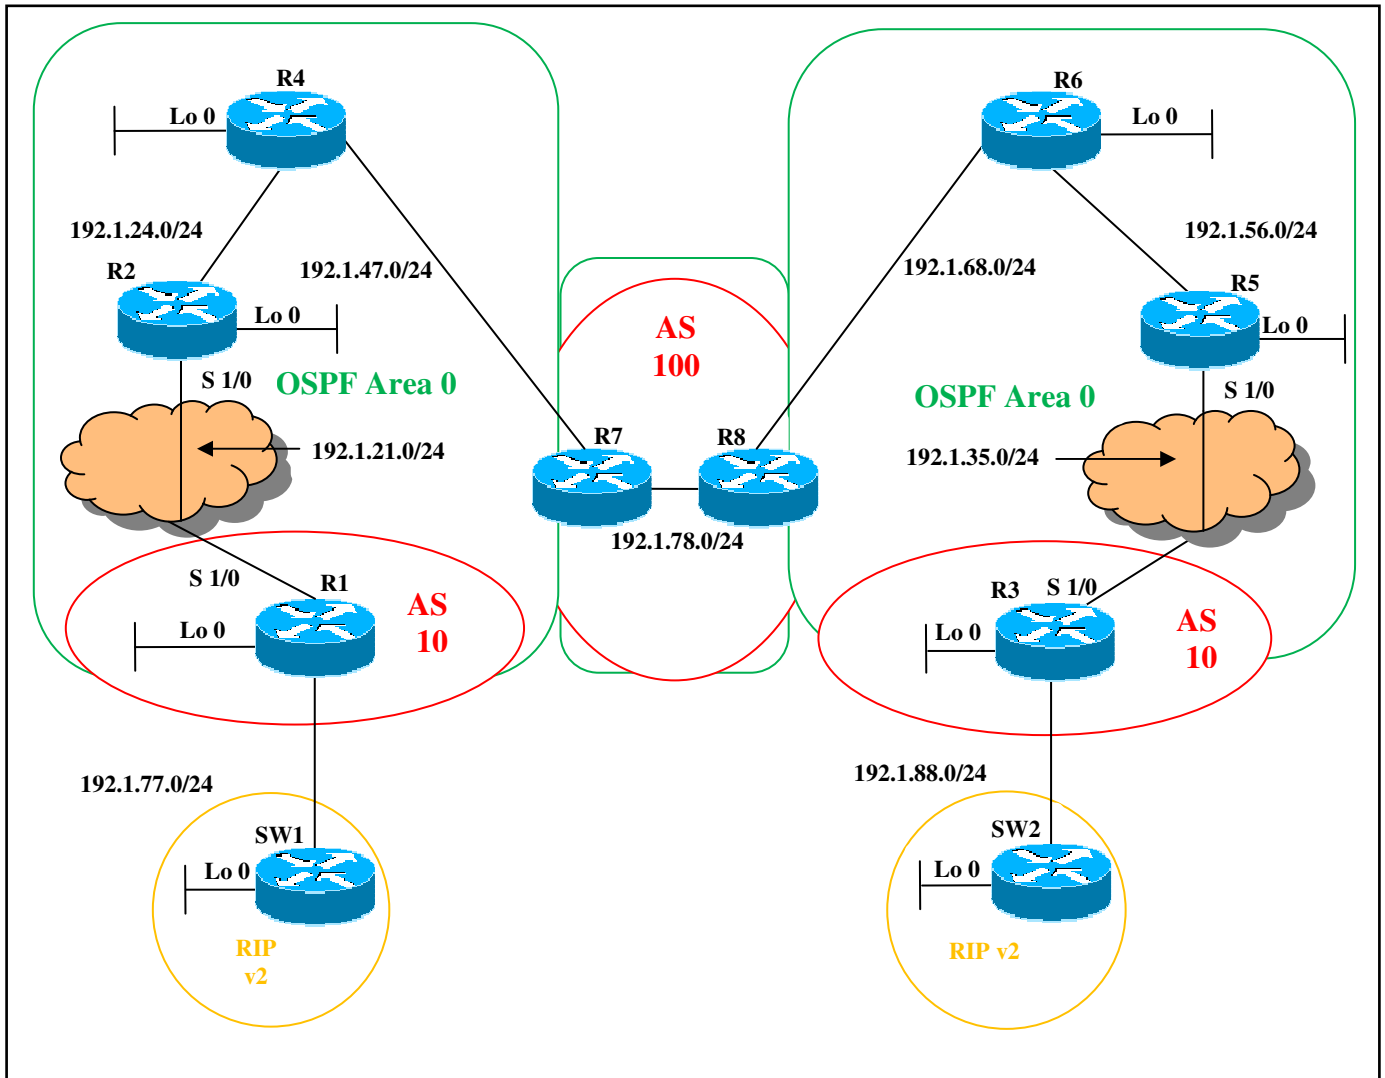 R4
R6
Lo 0
Lo 0
192.1.24.0/24
192.1.56.0/24
R2
192.1.47.0/24
192.1.68.0/24
R5
Lo 0
Lo 0
AS
100
S 1/0
OSPF Area 0
OSPF Area 0
S 1/0
192.1.21.0/24
R7
R8
192.1.35.0/24
192.1.78.0/24
S 1/0
R1
R3
S 1/0
AS
10
AS
10
Lo 0
Lo 0
192.1.77.0/24
192.1.88.0/24
SW1
SW2
Lo 0
Lo 0
RIP
v2
RIP v2